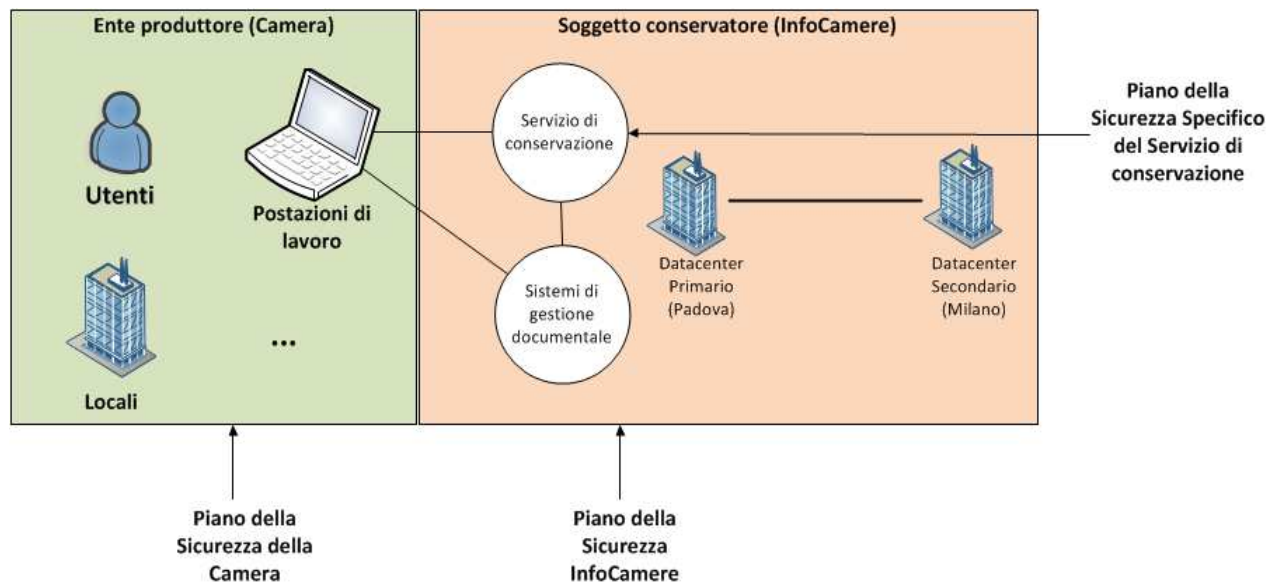 Ente produttore (Camera)
Soggetto conservatore (InfoCamere)
Utenti
Postazioni di
lavoro
Locali
...
Servizio di
conservazione
Sistemi di
gestione
documentale
Datacenter
Primario
(Padova)
Datacenter
Secondario
(Milano)
Piano della
Sicurezza Specifico
del Servizio di
conservazione
Piano della
Sicurezza della
Camera
Piano della
Sicurezza
InfoCamere